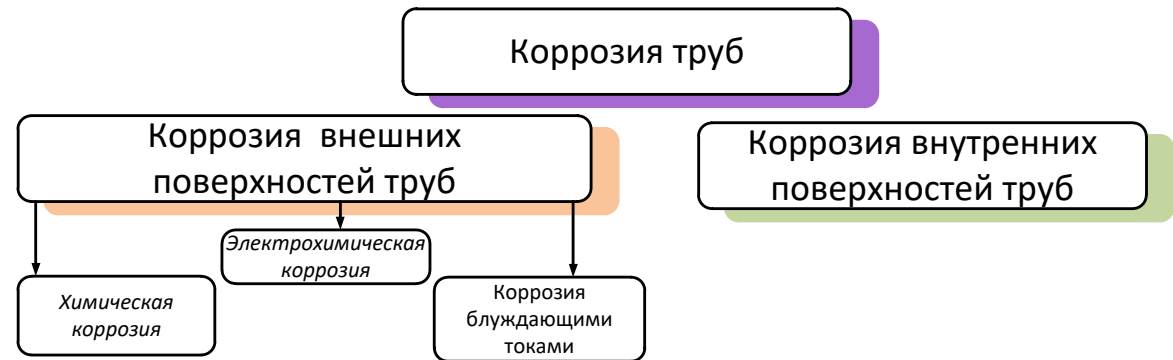 Коррозия труб
Коррозия внешних
поверхностей труб
Коррозия внутренних
поверхностей труб
Электрохимическая
коррозия
Химическая
коррозия
Коррозия
блуждающими
токами